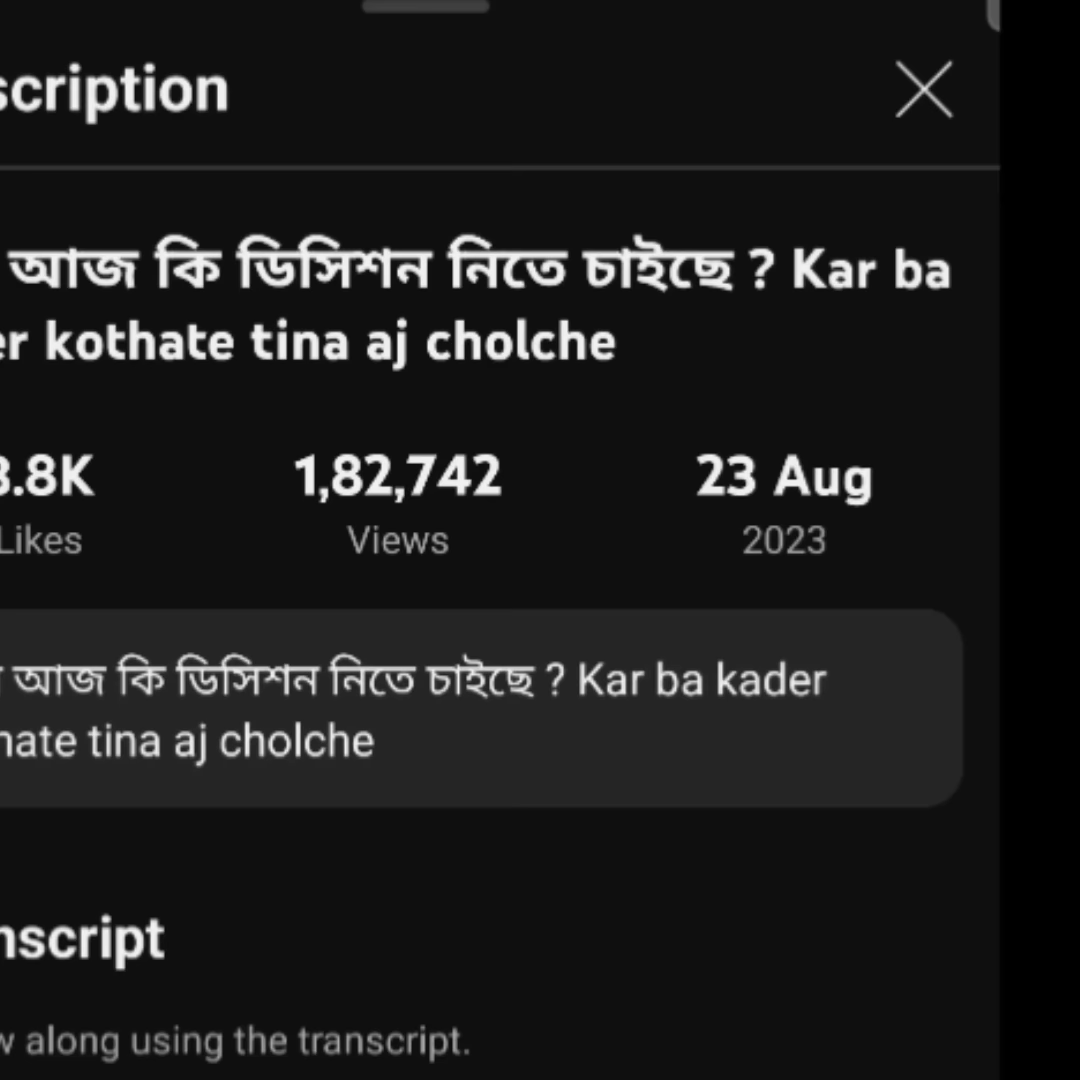 scription
আজ কি ডিসিশন নিতে চাইছে ? Kar ba
er kothate tina aj cholche
3.8K 1,82,742 23 Aug
Likes Views 2023
আজ কি ডিসিশন নিতে চাইছে ? Kar ba kader
hate tina aj cholche
nscript
w along using the transcript.